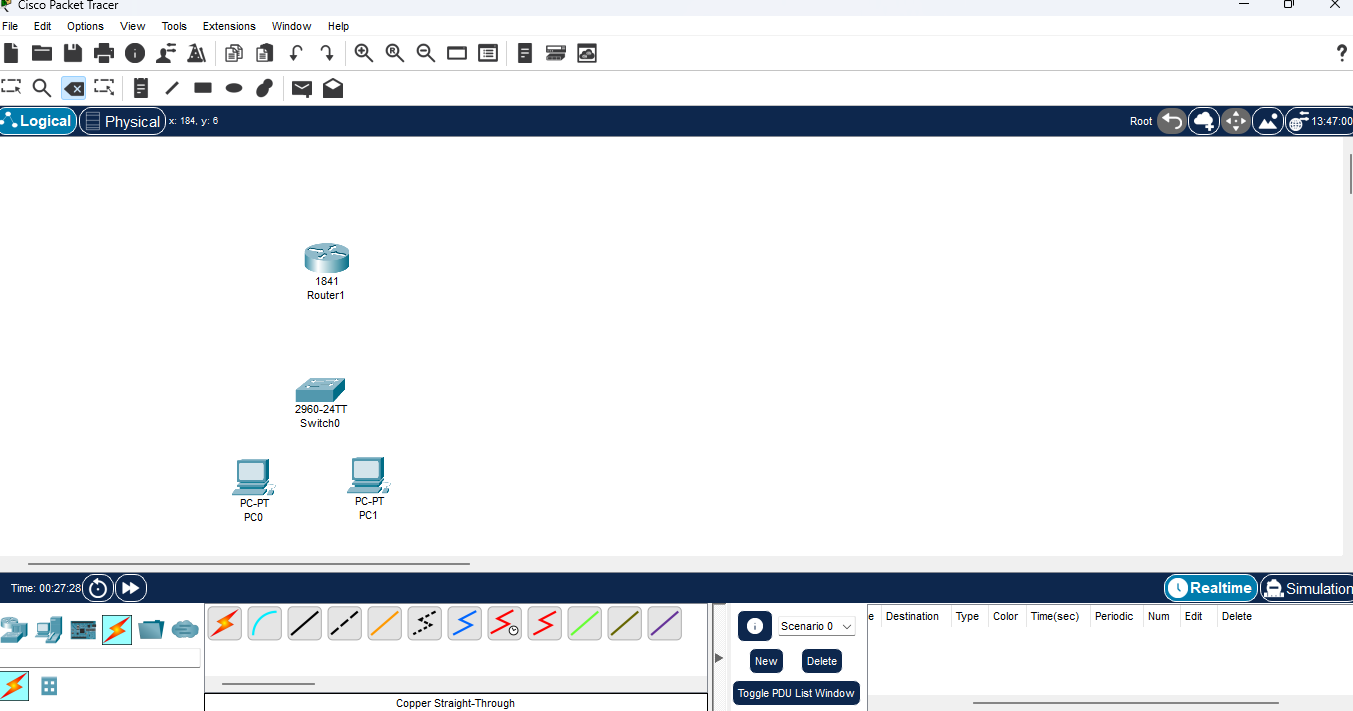 Cisco Packet Tracer
File Edit Options View Tools Extensions Window Help
?
Logical Physical x: 184, y: 6 Root 13:47:00
1841
Router1
2960-24TT
Switch0
PC-PT
PC0
PC-PT
PC1
Time: 00:27:28 Realtime Simulation
Scenario 0
e Destination Type Color Time(sec) Periodic Num Edit Delete
New Delete
Toggle PDU List Window
Copper Straight-Through